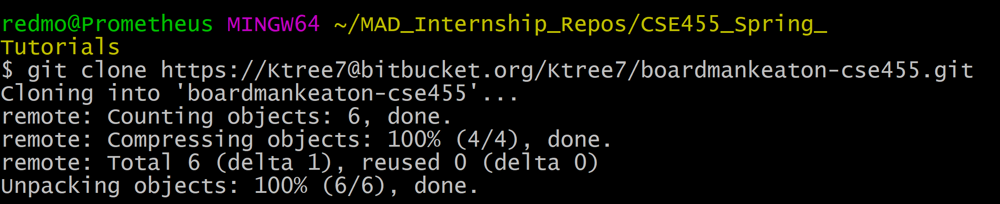 redmo@Prometheus MINGW64 ~/MAD_Internship_Repos/CSE455_Spring_
Tutorials
$ git clone https://Ktree7@bitbucket.org/Ktree7/boardmankeaton-cse455.git
Cloning into 'boardmankeaton-cse455'...
remote: Counting objects: 6, done.
remote: Compressing objects: 100% (4/4), done.
remote: Total 6 (delta 1), reused 0 (delta 0)
Unpacking objects: 100% (6/6), done.